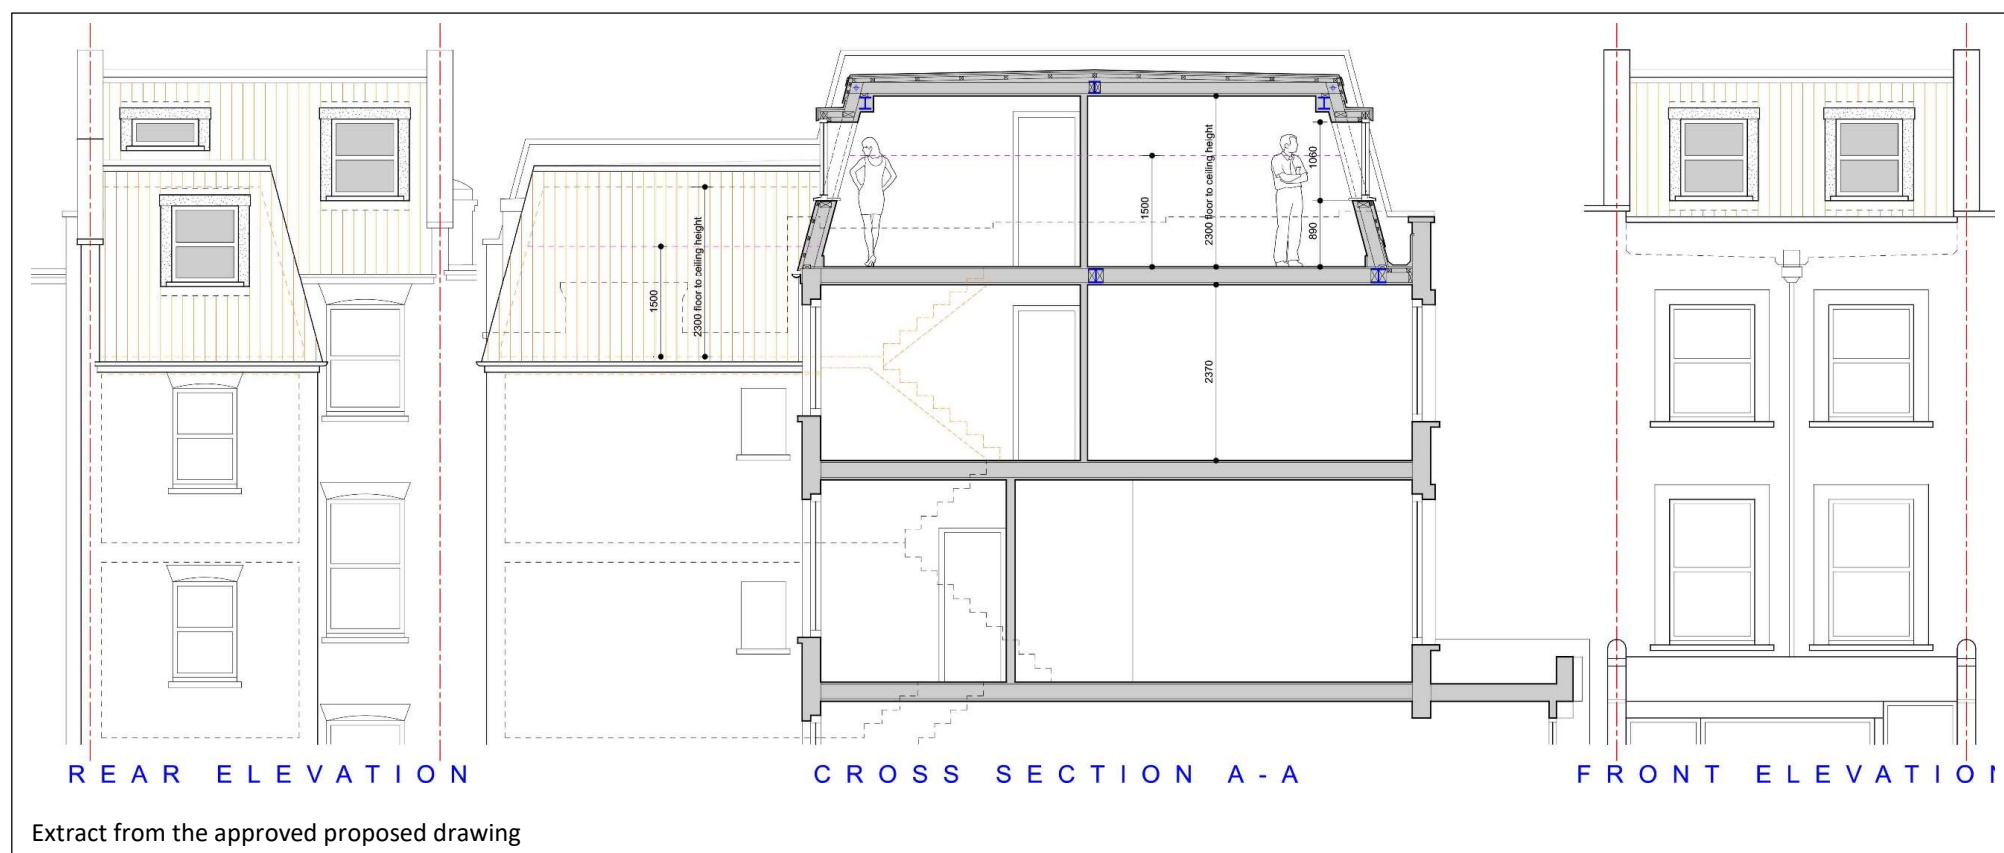 1500
2300 floor to ceiling height
1500
2300 floor to ceiling height
1060
890
2370
REAR ELEVATION
CROSS SECTION A-A
FRONT ELEVATION
Extract from the approved proposed drawing